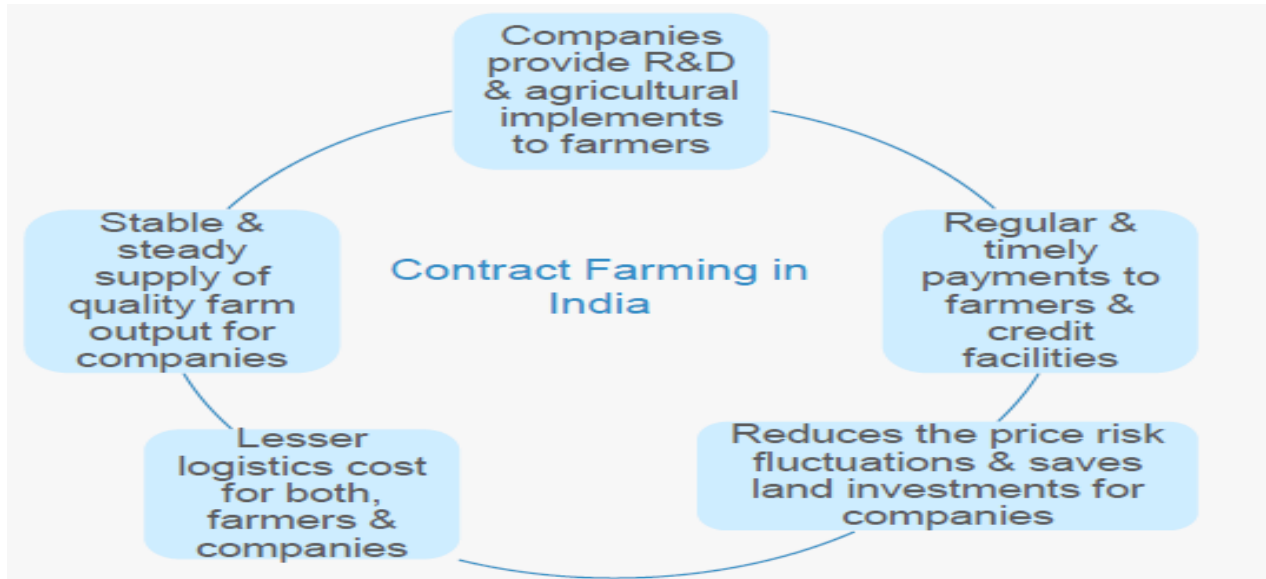 Companies
provide R&D
& agricultural
implements
to farmers
Stable &
steady
supply of
quality farm
output for
companies
Contract Farming in
India
Regular &
timely
payments to
farmers &
credit
facilities
Lesser
logistics cost
for both,
farmers &
companies
Reduces the price risk
fluctuations & saves
land investments for
companies